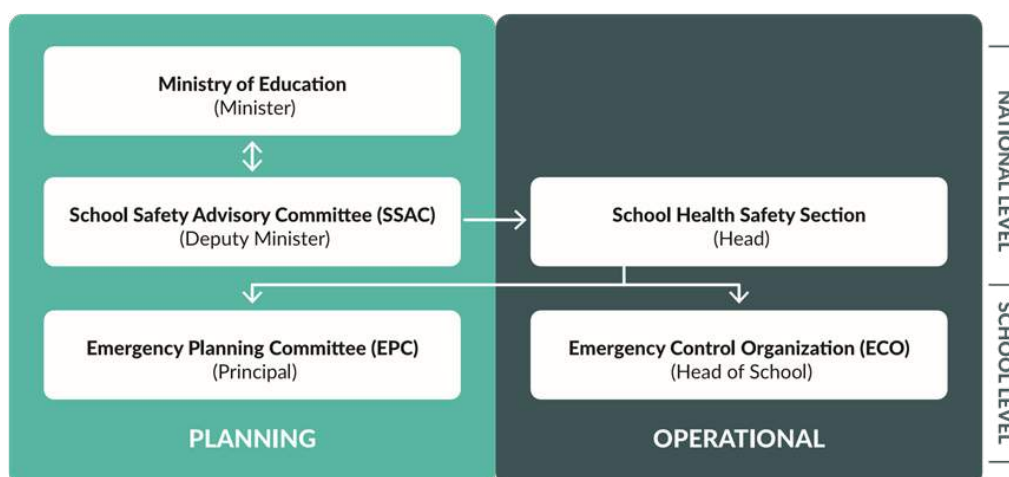 Ministry of Education
(Minister)
School Safety Advisory Committee (SSAC)
(Deputy Minister)
School Health Safety Section
(Head)
Emergency Planning Committee (EPC)
(Principal)
Emergency Control Organization (ECO)
(Head of School)
PLANNING
OPERATIONAL
NATIONAL LEVEL
SCHOOL LEVEL